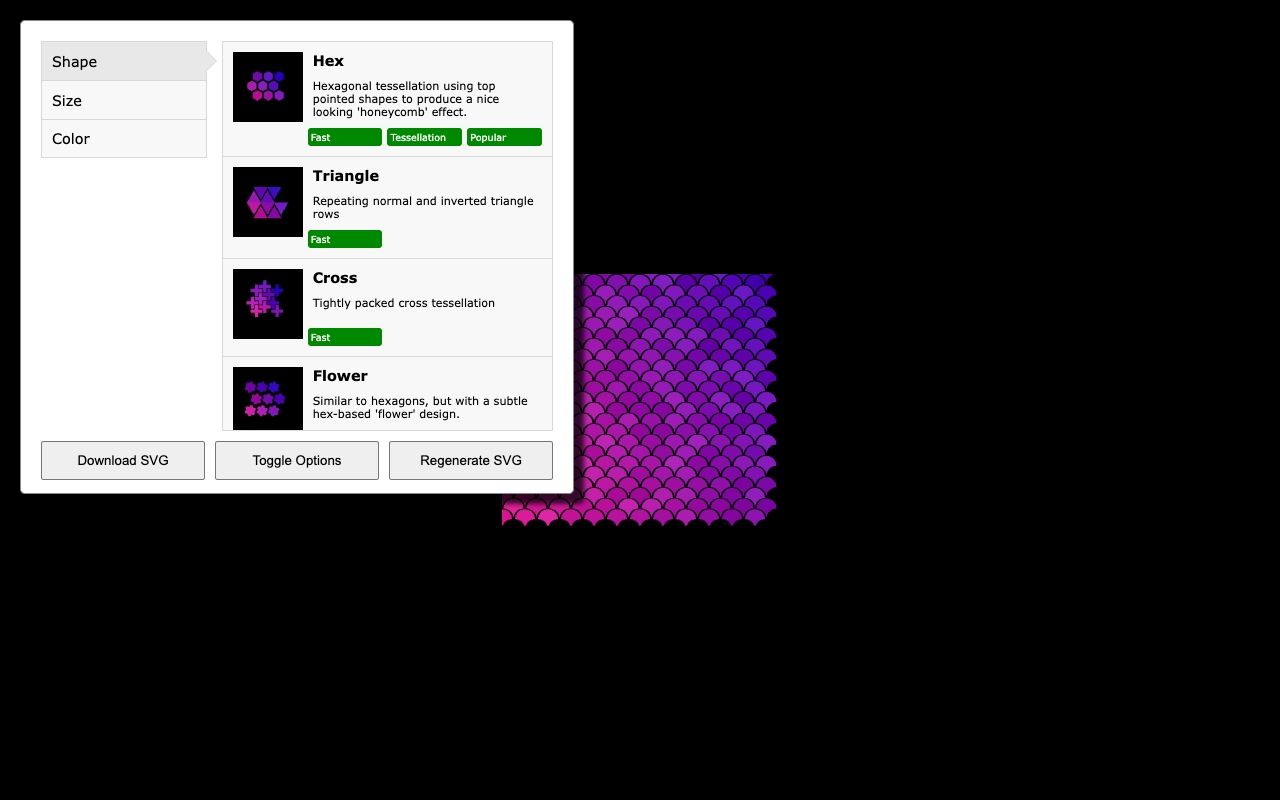 Shape
Size
Color
Hex
Hexagonal tessellation using top
pointed shapes to produce a nice
looking 'honeycomb' effect.
Fast
Tessellation
Popular
Triangle
Repeating normal and inverted triangle
rows
Fast
Cross
Tightly packed cross tessellation
Fast
Flower
Similar to hexagons, but with a subtle
hex-based 'flower' design.
Download SVG
Toggle Options
Regenerate SVG